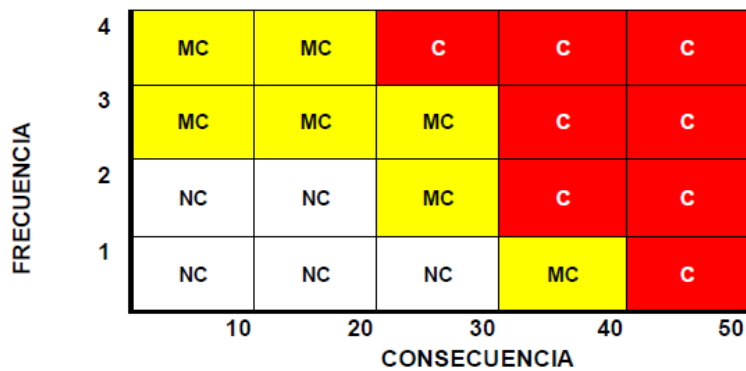 4
MC MC C C C
3
MC MC MC C C
2
NC NC MC C C
1
NC NC NC MC C
FRECUENCIA
10 20 30 40 50
CONSECUENCIA